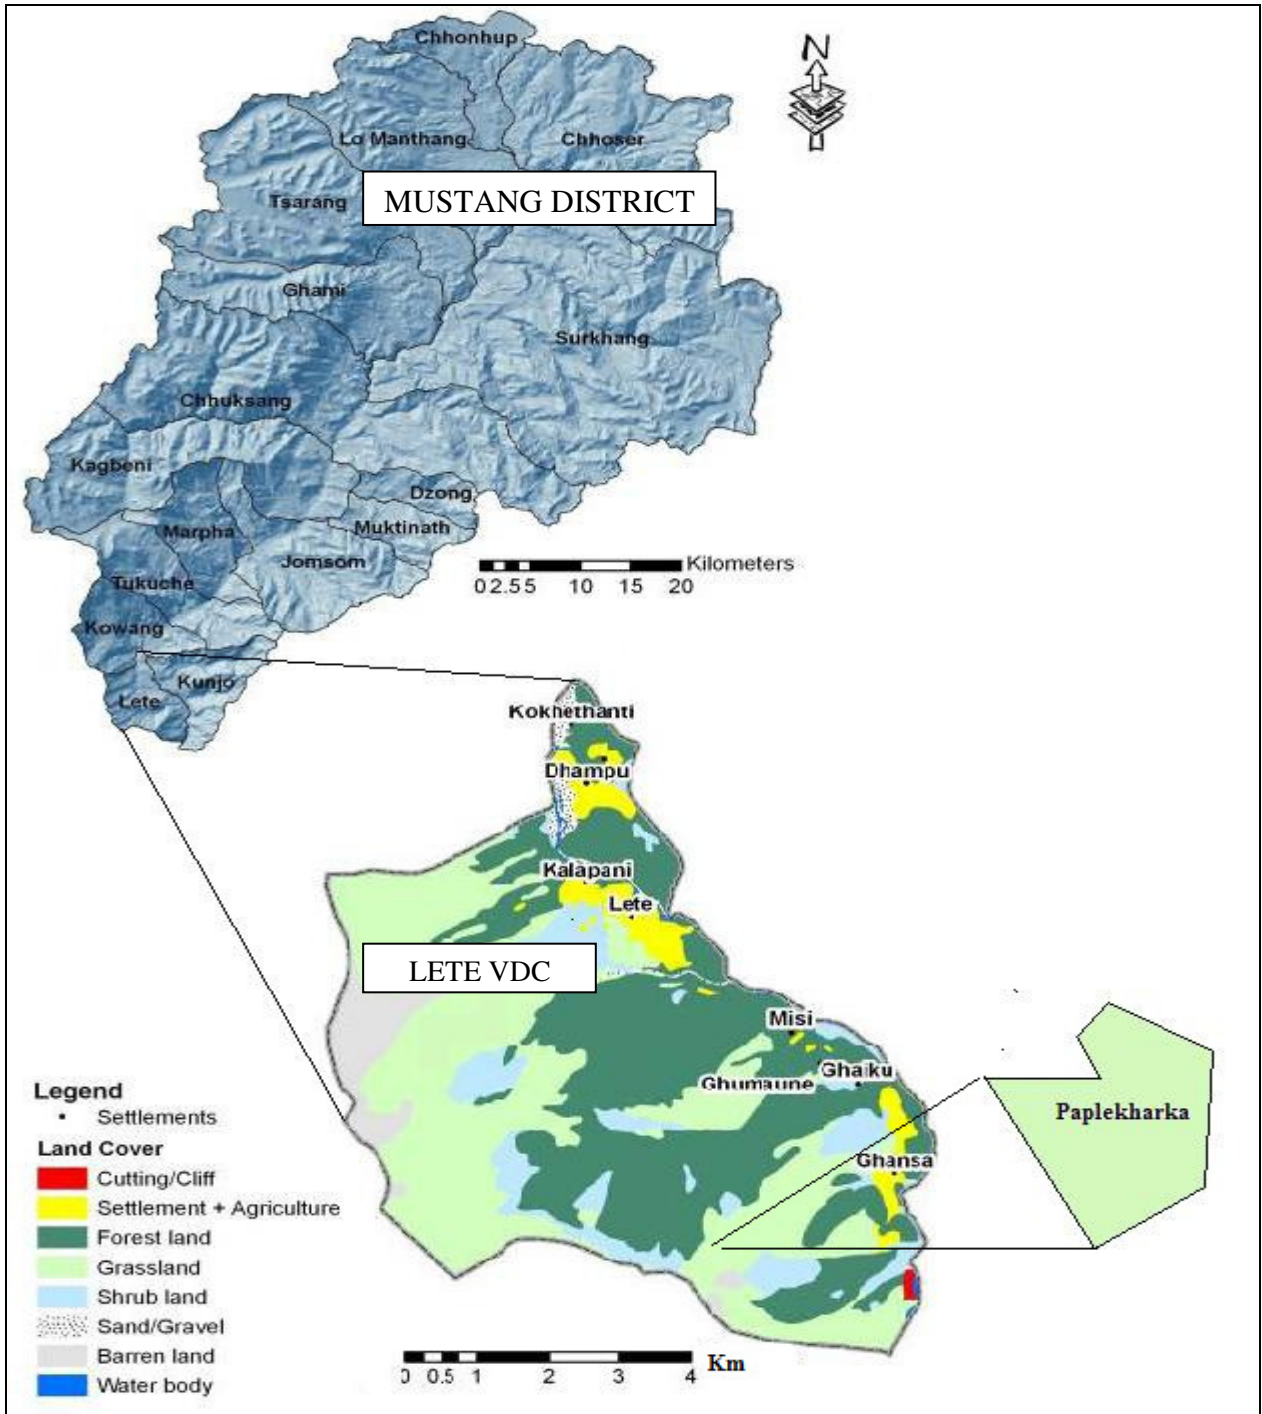 Chhonhup
N
Lo Manthang
Chhoser
MUSTANG DISTRICT
Tsarang
Ghami
Surkhang
Chhuksang
Kagbeni
Dzong
Marpha
Muktinath
Jomsom
Kilometers
0 2.5 5 10 15 20
Tukuche
Kowang
Kunjo
Lete
Kokhethanti
Dhampu
Kalapani
Lete
LETE VDC
Misi
Ghumaune
Ghaiku
Paplekharka
Ghansa
Legend
Settlements
Land Cover
Cutting/Cliff
Settlement + Agriculture
Forest land
Grassland
Shrub land
Sand/Gravel
Barren land
Water body
Km
0 0.5 1 2 3 4